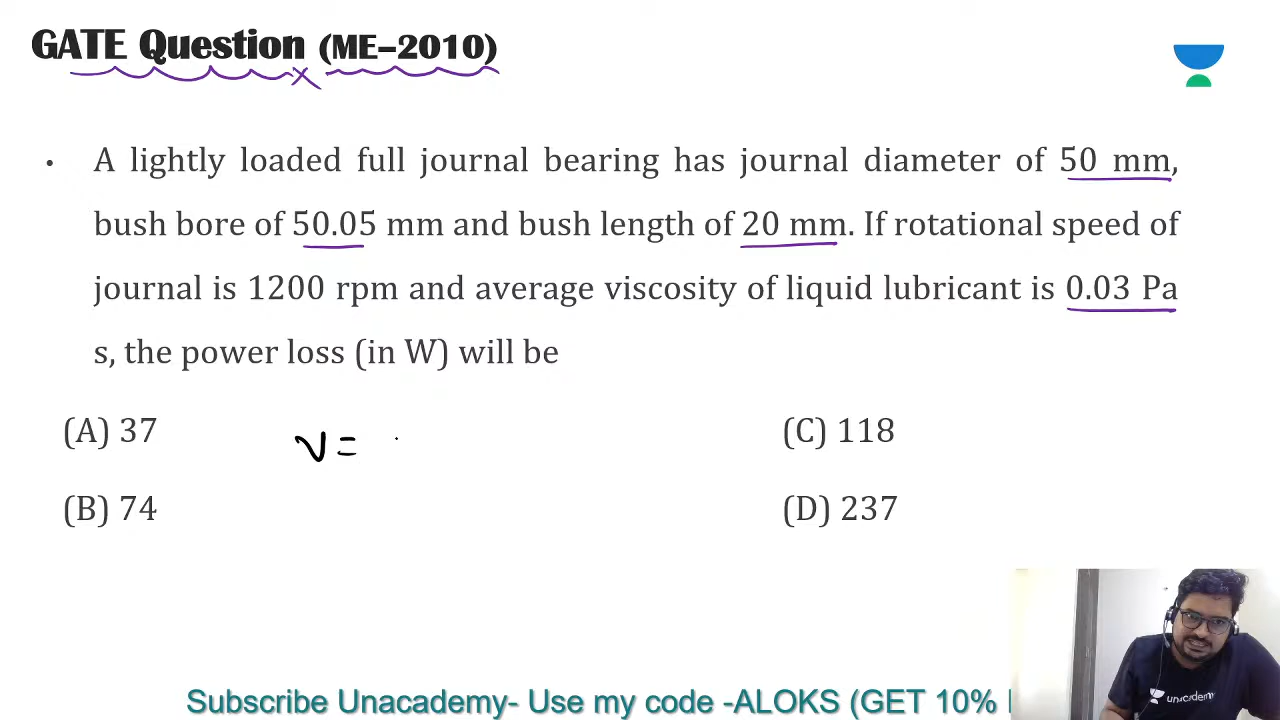 GATE Question (ME–2010)
• A lightly loaded full journal bearing has journal diameter of 50 mm,
bush bore of 50.05 mm and bush length of 20 mm. If rotational speed of
journal is 1200 rpm and average viscosity of liquid lubricant is 0.03 Pa
s, the power loss (in W) will be
(A) 37
(C) 118
V =
(B) 74
(D) 237
unacademy
Subscribe Unacademy- Use my code -ALOKS (GET 10%